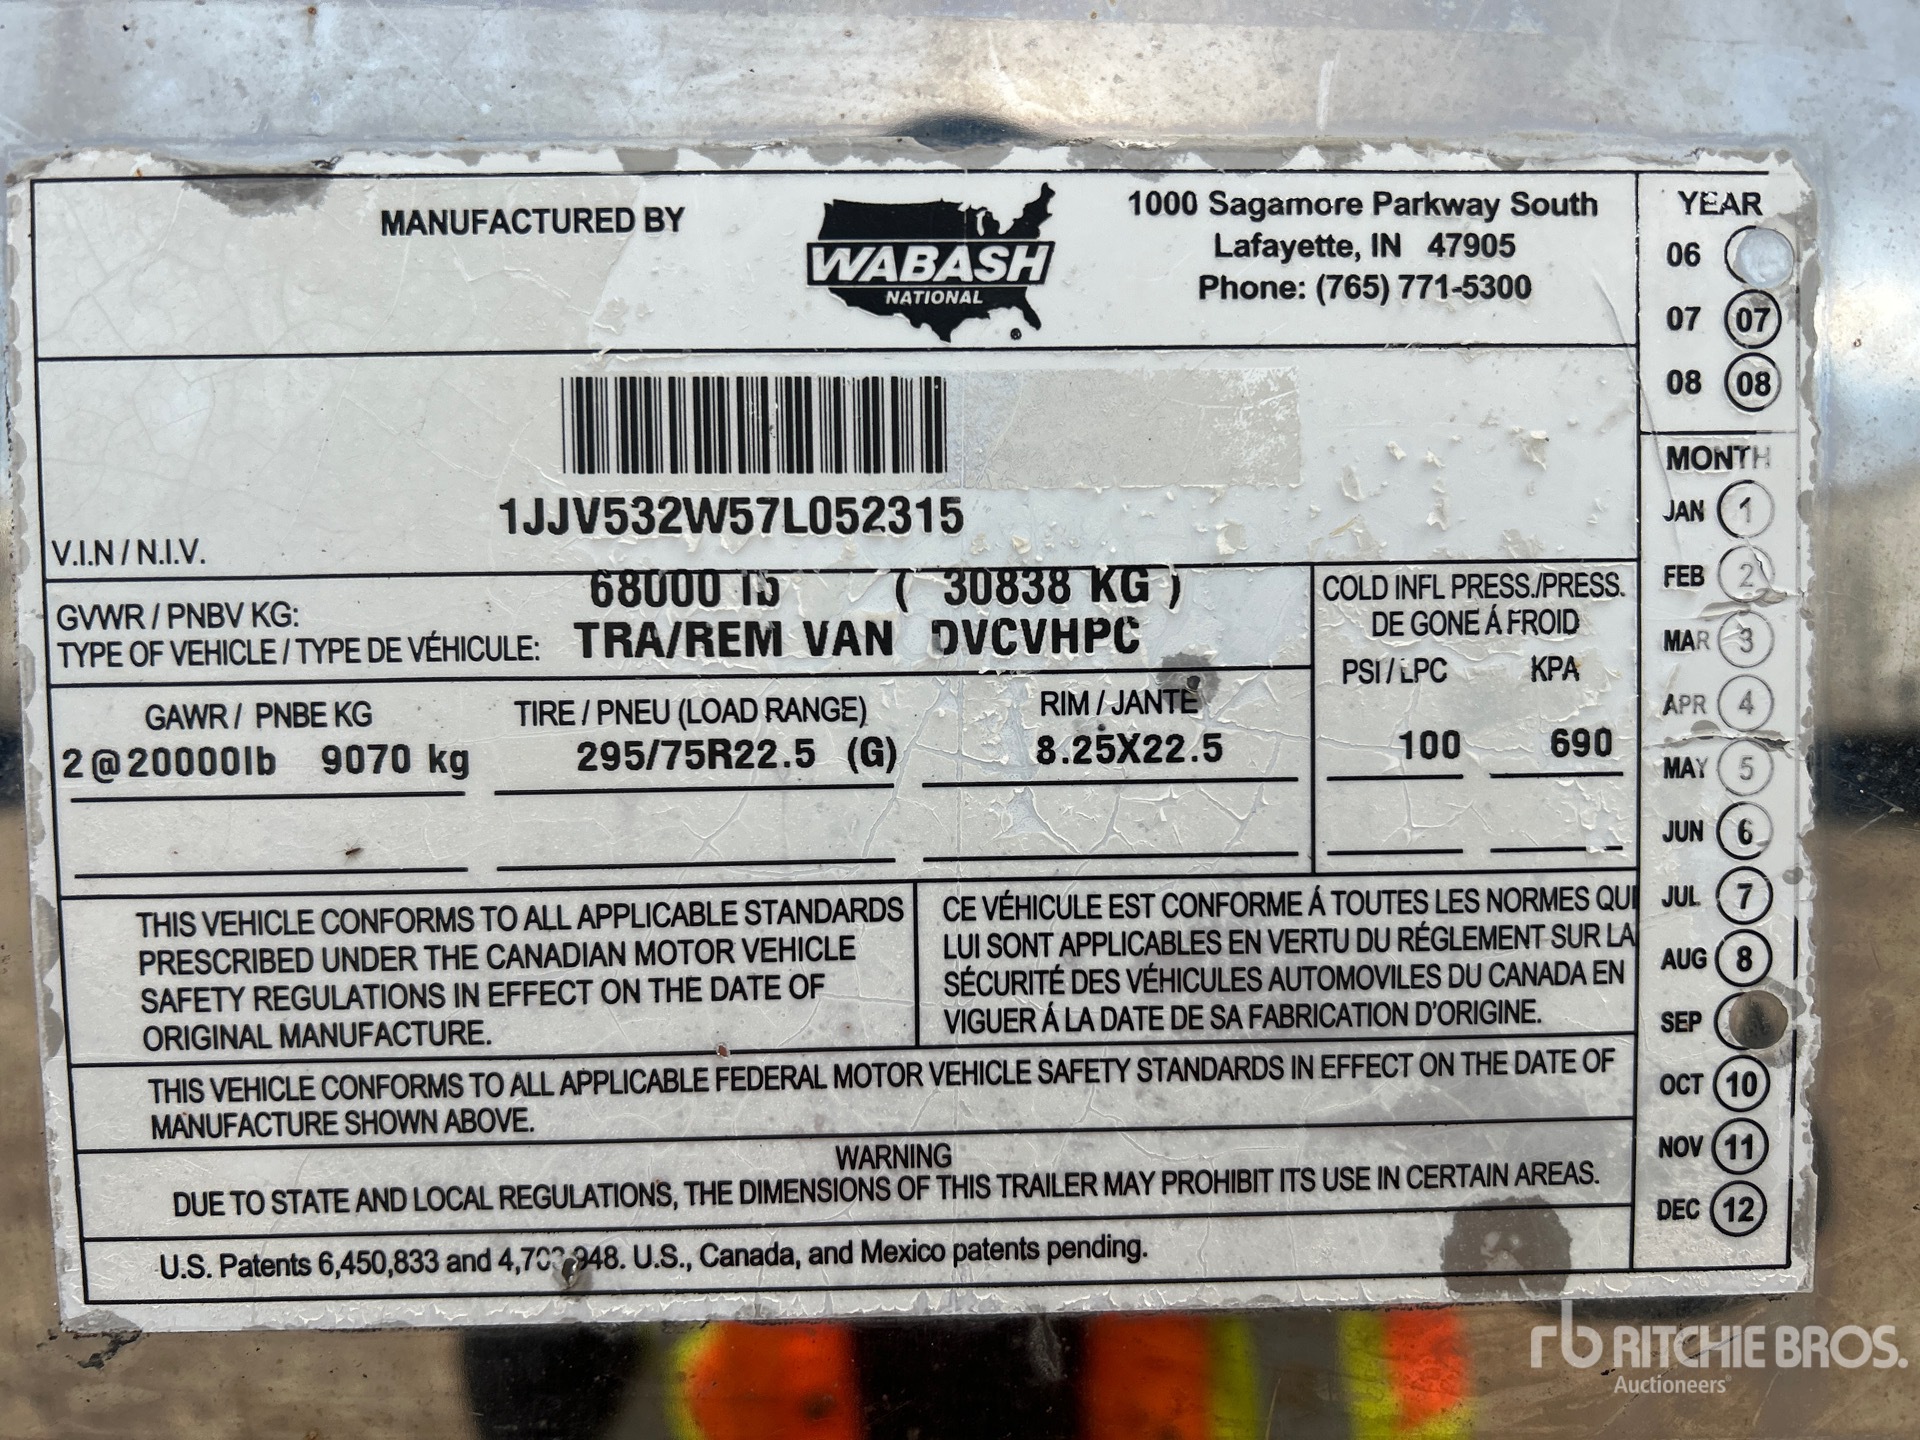 MANUFACTURED BY
WABASH
NATIONAL
®
1000 Sagamore Parkway South
Lafayette, IN 47905
Phone: (765) 771-5300
1JJV532W57L052315
V.I.N / N.I.V.
GVWR / PNBV KG: 68000 lb ( 30838 KG )
TYPE OF VEHICLE / TYPE DE VÉHICULE: TRA/REM VAN DVCVHPC
COLD INFL PRESS./PRESS.
DE GONE Á FROID
PSI / LPC KPA
100 690
GAWR / PNBE KG TIRE / PNEU (LOAD RANGE) RIM / JANTE
2@20000lb 9070 kg 295/75R22.5 (G) 8.25X22.5
THIS VEHICLE CONFORMS TO ALL APPLICABLE STANDARDS
PRESCRIBED UNDER THE CANADIAN MOTOR VEHICLE
SAFETY REGULATIONS IN EFFECT ON THE DATE OF
ORIGINAL MANUFACTURE.
CE VÉHICULE EST CONFORME Á TOUTES LES NORMES QUI
LUI SONT APPLICABLES EN VERTU DU RÉGLEMENT SUR LA
SÉCURITÉ DES VÉHICULES AUTOMOVILES DU CANADA EN
VIGUER Á LA DATE DE SA FABRICATION D'ORIGINE.
THIS VEHICLE CONFORMS TO ALL APPLICABLE FEDERAL MOTOR VEHICLE SAFETY STANDARDS IN EFFECT ON THE DATE OF
MANUFACTURE SHOWN ABOVE.
WARNING
DUE TO STATE AND LOCAL REGULATIONS, THE DIMENSIONS OF THIS TRAILER MAY PROHIBIT ITS USE IN CERTAIN AREAS.
U.S. Patents 6,450,833 and U.S., Canada, and Mexico patents pending.
YEAR
06
07 07
08 08
MONTH
JAN 1
FEB 2
MAR 3
APR 4
MAY 5
JUN 6
JUL 7
AUG 8
SEP
OCT 10
NOV 11
DEC 12
rb RITCHIE BROS.
Auctioneers